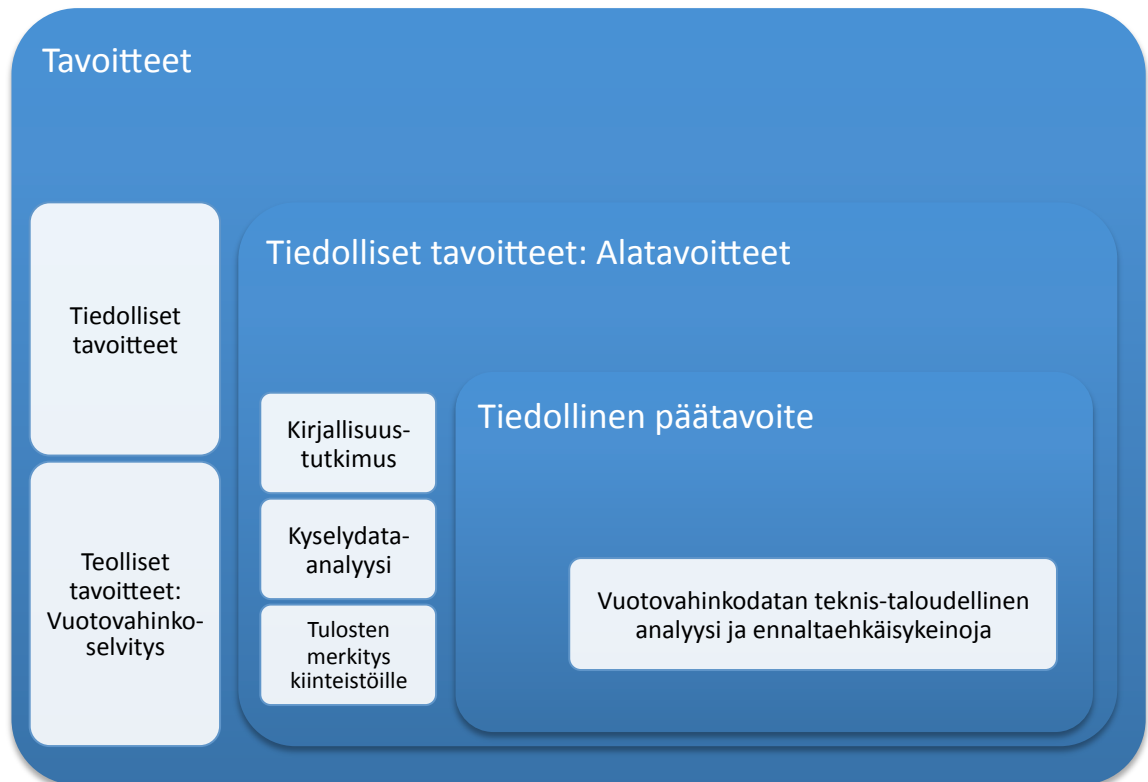 Tavoitteet
Tiedolliset
tavoitteet
Teolliset
tavoitteet:
Vuotovahinko-
selvitys
Tiedolliset tavoitteet: Alatavoitteet
Kirjallisuus-
tutkimus
Kyselydata-
analyysi
Tulosten
merkitys
kiinteistöille
Tiedollinen päätavoite
Vuotovahinkodatan teknis-taloudellinen
analyysi ja ennaltaehkäisykeinoja